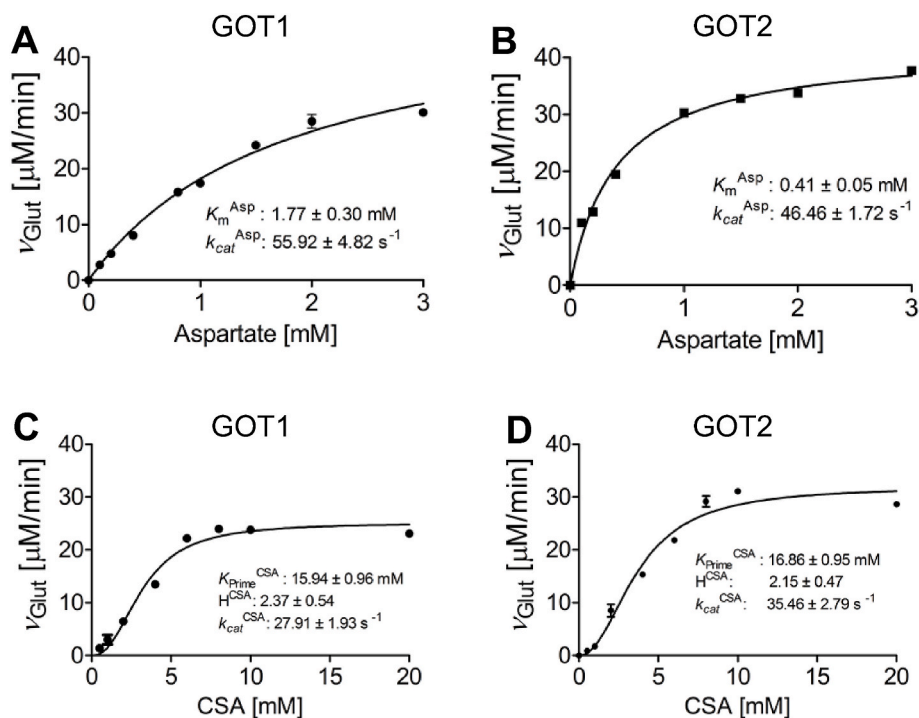 A
GOT1
40
30
20
10
0
νGlut [µM/min]
0 1 2 3
Aspartate [mM]
Km Asp : 1.77 ± 0.30 mM
kcat Asp: 55.92 ± 4.82 s-1
B
GOT2
40
30
20
10
0
νGlut [µM/min]
0 1 2 3
Aspartate [mM]
Km Asp : 0.41 ± 0.05 mM
kcat Asp: 46.46 ± 1.72 s-1
C
GOT1
40
30
20
10
0
νGlut [µM/min]
0 5 10 15 20
CSA [mM]
KPrime CSA : 15.94 ± 0.96 mM
HCSA: 2.37 ± 0.54
kcat CSA: 27.91 ± 1.93 s-1
D
GOT2
40
30
20
10
0
νGlut [µM/min]
0 5 10 15 20
CSA [mM]
KPrime CSA : 16.86 ± 0.95 mM
HCSA: 2.15 ± 0.47
kcat CSA: 35.46 ± 2.79 s-1